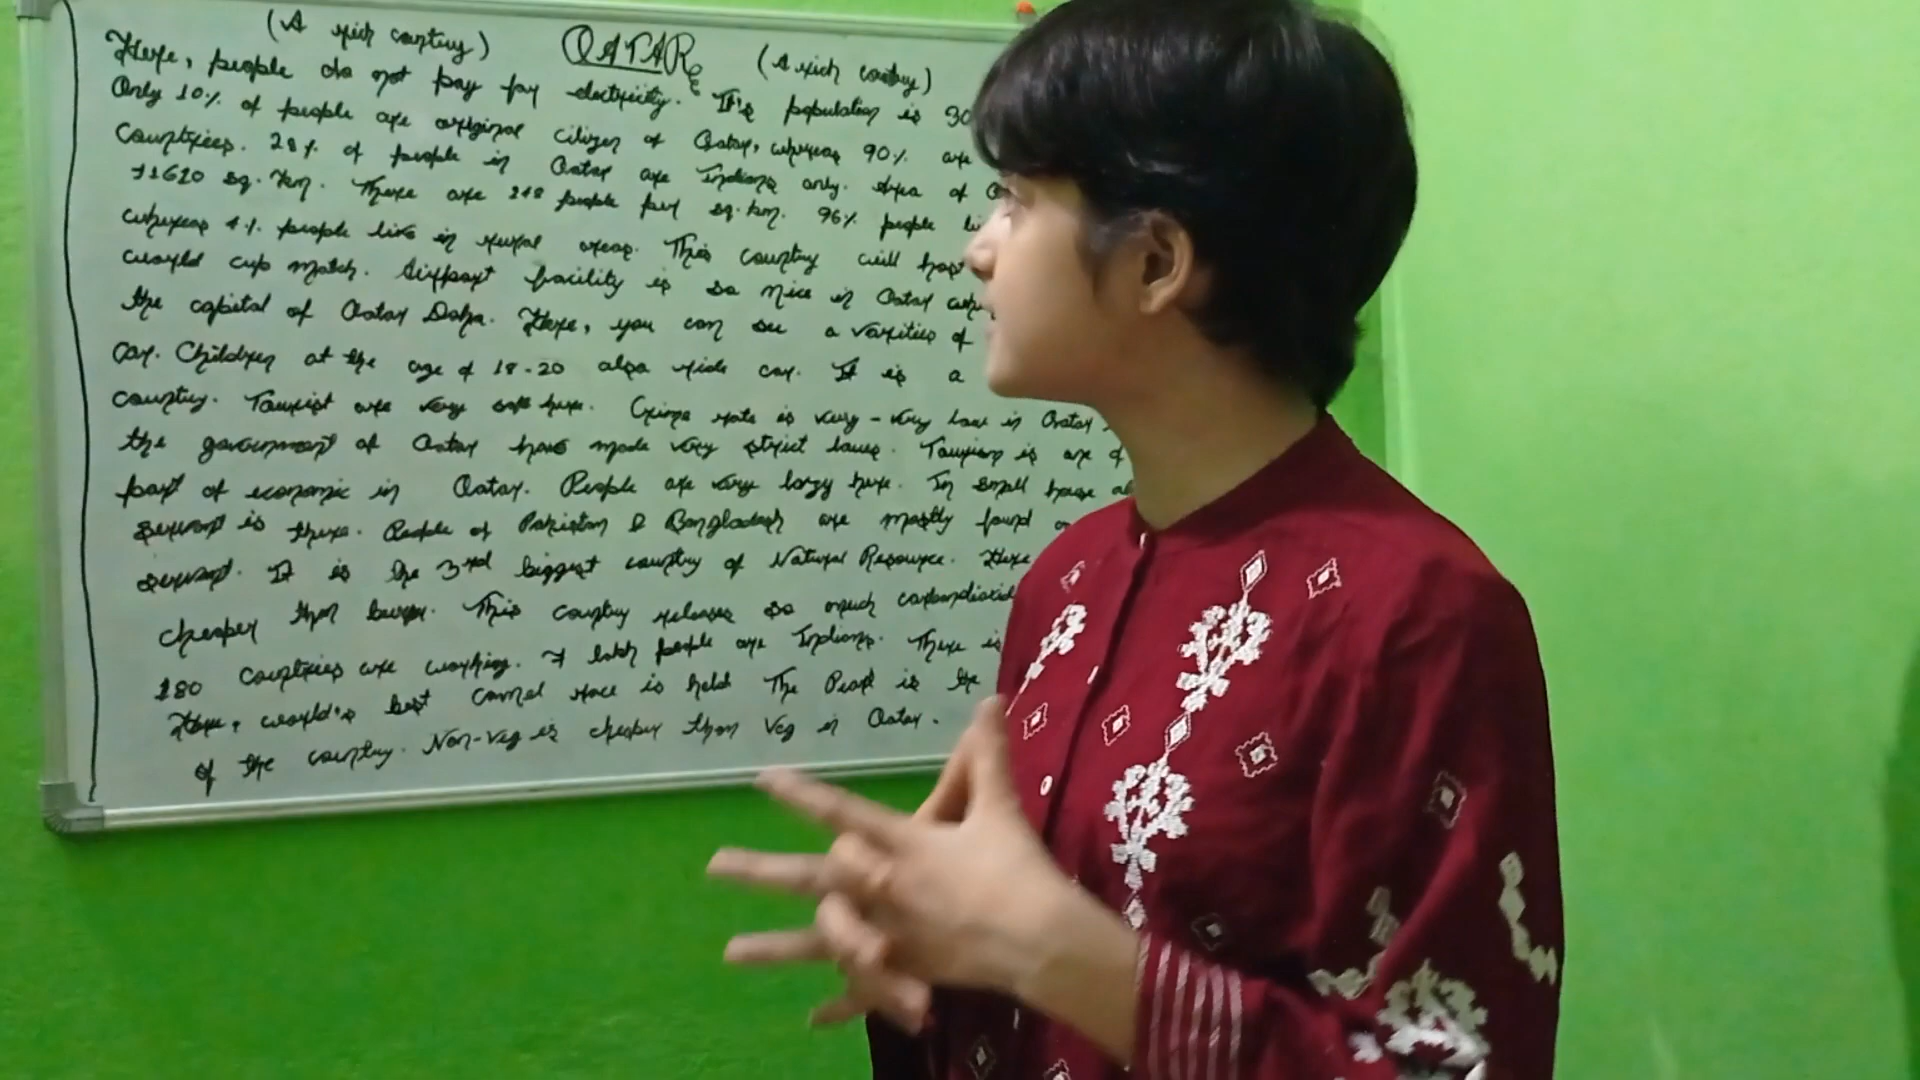 (A rich country) QATAR (A rich country)
Here, people do not pay for electricity. It's population is 30
Only 10% of people are original citizen of Qatar, whereas 90% are
countries. 28% of people in Qatar are Indians only. Area of
11610 sq. km. There are 248 people per sq. km. 96% people li
whereas 4% people live in rural areas. This country will host
world cup match. Airport facility is so nice in Qatar
the capital of Qatar Doha. Here, you can see a varities of
car. Children at the age of 18-20 also ride car. It is a
country. Tourist are very safe here. Crime rate is very-very low in Qatar
the government of Qatar have made very strict laws. Tourism is one of
part of economic in Qatar. People are very lazy here. In small house
servant is there. People of Pakistan & Bangladesh are mostly found
servant. It is the 3rd biggest country of Natural Resource. Here
cheaper than This country releases so much carbondioxid
180 countries are working. 7 lakh people are Indians. There is
Here, world's best camel race is held The Pearl is the
of the country. Non-veg is cheaper than veg in Qatar.